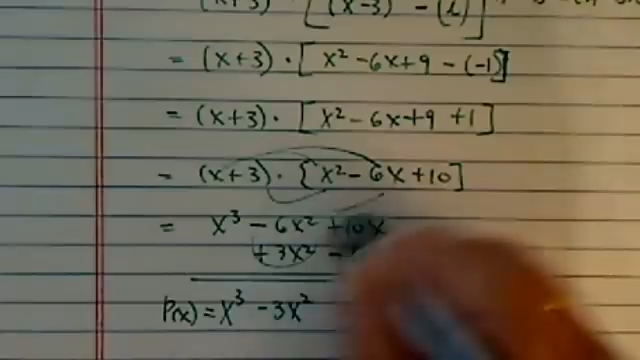 [(x-3) - (i
= (x+3) · [x² - 6x + 9 - (-1)]
= (x+3) · [x² - 6x + 9 + 1]
= (x+3) · [x² - 6x + 10]
= x³ - 6x² + 10x
+ 3x² -
P(x) = x³ - 3x²